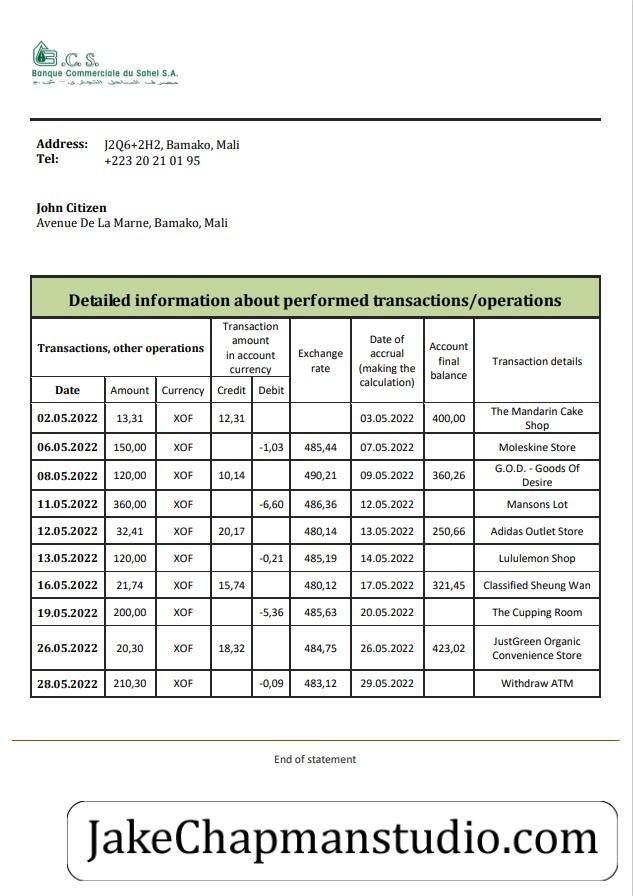 B.C.S.
Banque Commerciale du Sahel S.A.
Address: J2Q6+2H2, Bamako, Mali
Tel: +223 20 21 01 95
John Citizen
Avenue De La Marne, Bamako, Mali
Detailed information about performed transactions/operations
Transactions, other operations
Transaction
amount
in account
currency
Exchange
rate
Date of
accrual
(making the
calculation)
Account
final
balance
Transaction details
Date Amount Currency Credit Debit
02.05.2022 13,31 XOF 12,31 03.05.2022 400,00 The Mandarin Cake
Shop
06.05.2022 150,00 XOF -1,03 485,44 07.05.2022 Moleskine Store
08.05.2022 120,00 XOF 10,14 490,21 09.05.2022 360,26 G.O.D. - Goods Of
Desire
11.05.2022 360,00 XOF -6,60 486,36 12.05.2022 Mansons Lot
12.05.2022 32,41 XOF 20,17 480,14 13.05.2022 250,66 Adidas Outlet Store
13.05.2022 120,00 XOF -0,21 485,19 14.05.2022 Lululemon Shop
16.05.2022 21,74 XOF 15,74 480,12 17.05.2022 321,45 Classified Sheung Wan
19.05.2022 200,00 XOF -5,36 485,63 20.05.2022 The Cupping Room
26.05.2022 20,30 XOF 18,32 484,75 26.05.2022 423,02 JustGreen Organic
Convenience Store
28.05.2022 210,30 XOF -0,09 483,12 29.05.2022 Withdraw ATM
End of statement
JakeChapmanstudio.com